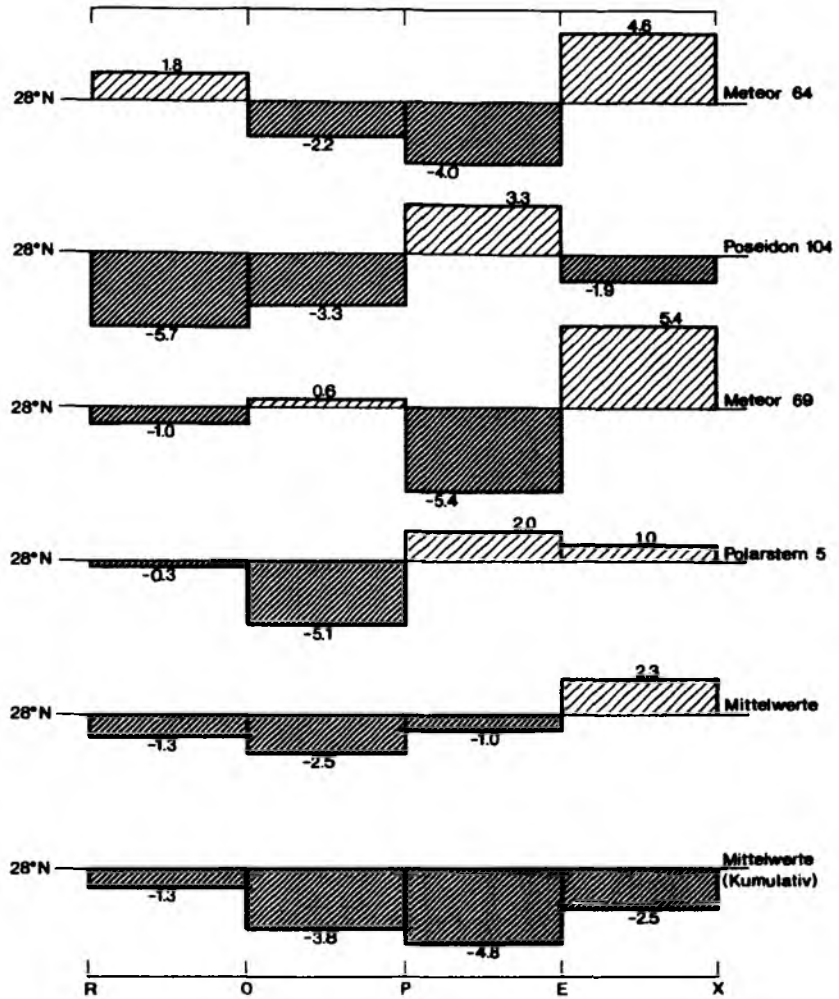 4.6
1.8
28°N
Meteor 64
-2.2
-4.0
3.3
28°N
Poseidon 104
-1.9
-3.3
-5.7
5.4
0.6
28°N
Meteor 69
-1.0
-5.4
2.0
1.0
28°N
Polarstern 5
-0.3
-5.1
2.3
28°N
Mittelwerte
-1.3
-2.5
-1.0
28°N
Mittelwerte
(Kumulativ)
-1.3
-3.8
-4.8
-2.5
R O P E X